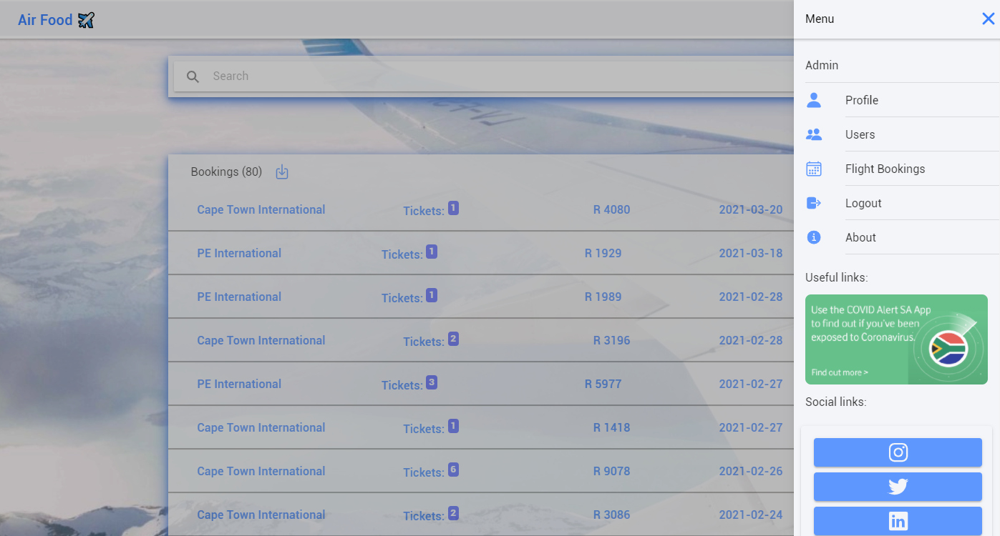 Air Food
Menu
Search
Admin
Profile
Users
Flight Bookings
Logout
About
Useful links:
Use the COVID Alert SA App
to find out if you've been
exposed to Coronavirus.
Find out more >
Social links:
Bookings (80)
Cape Town International Tickets: 1 R 4080 2021-03-20
PE International Tickets: 1 R 1929 2021-03-18
PE International Tickets: 1 R 1989 2021-02-28
Cape Town International Tickets: 2 R 3196 2021-02-28
PE International Tickets: 3 R 5977 2021-02-27
Cape Town International Tickets: 1 R 1418 2021-02-27
Cape Town International Tickets: 6 R 9078 2021-02-26
Cape Town International Tickets: 2 R 3086 2021-02-24